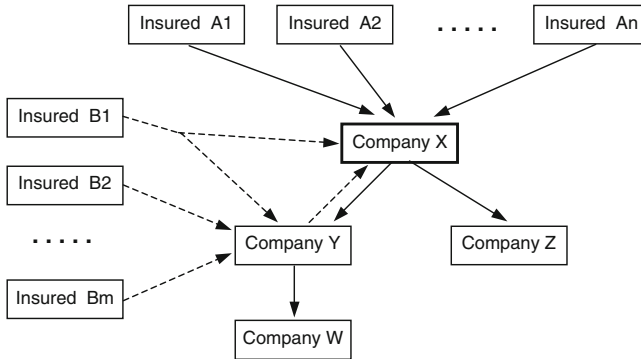 Insured A1
Insured A2
. . . . .
Insured An
Insured B1
Company X
Insured B2
. . . . .
Company Y
Company Z
Insured Bm
Company W